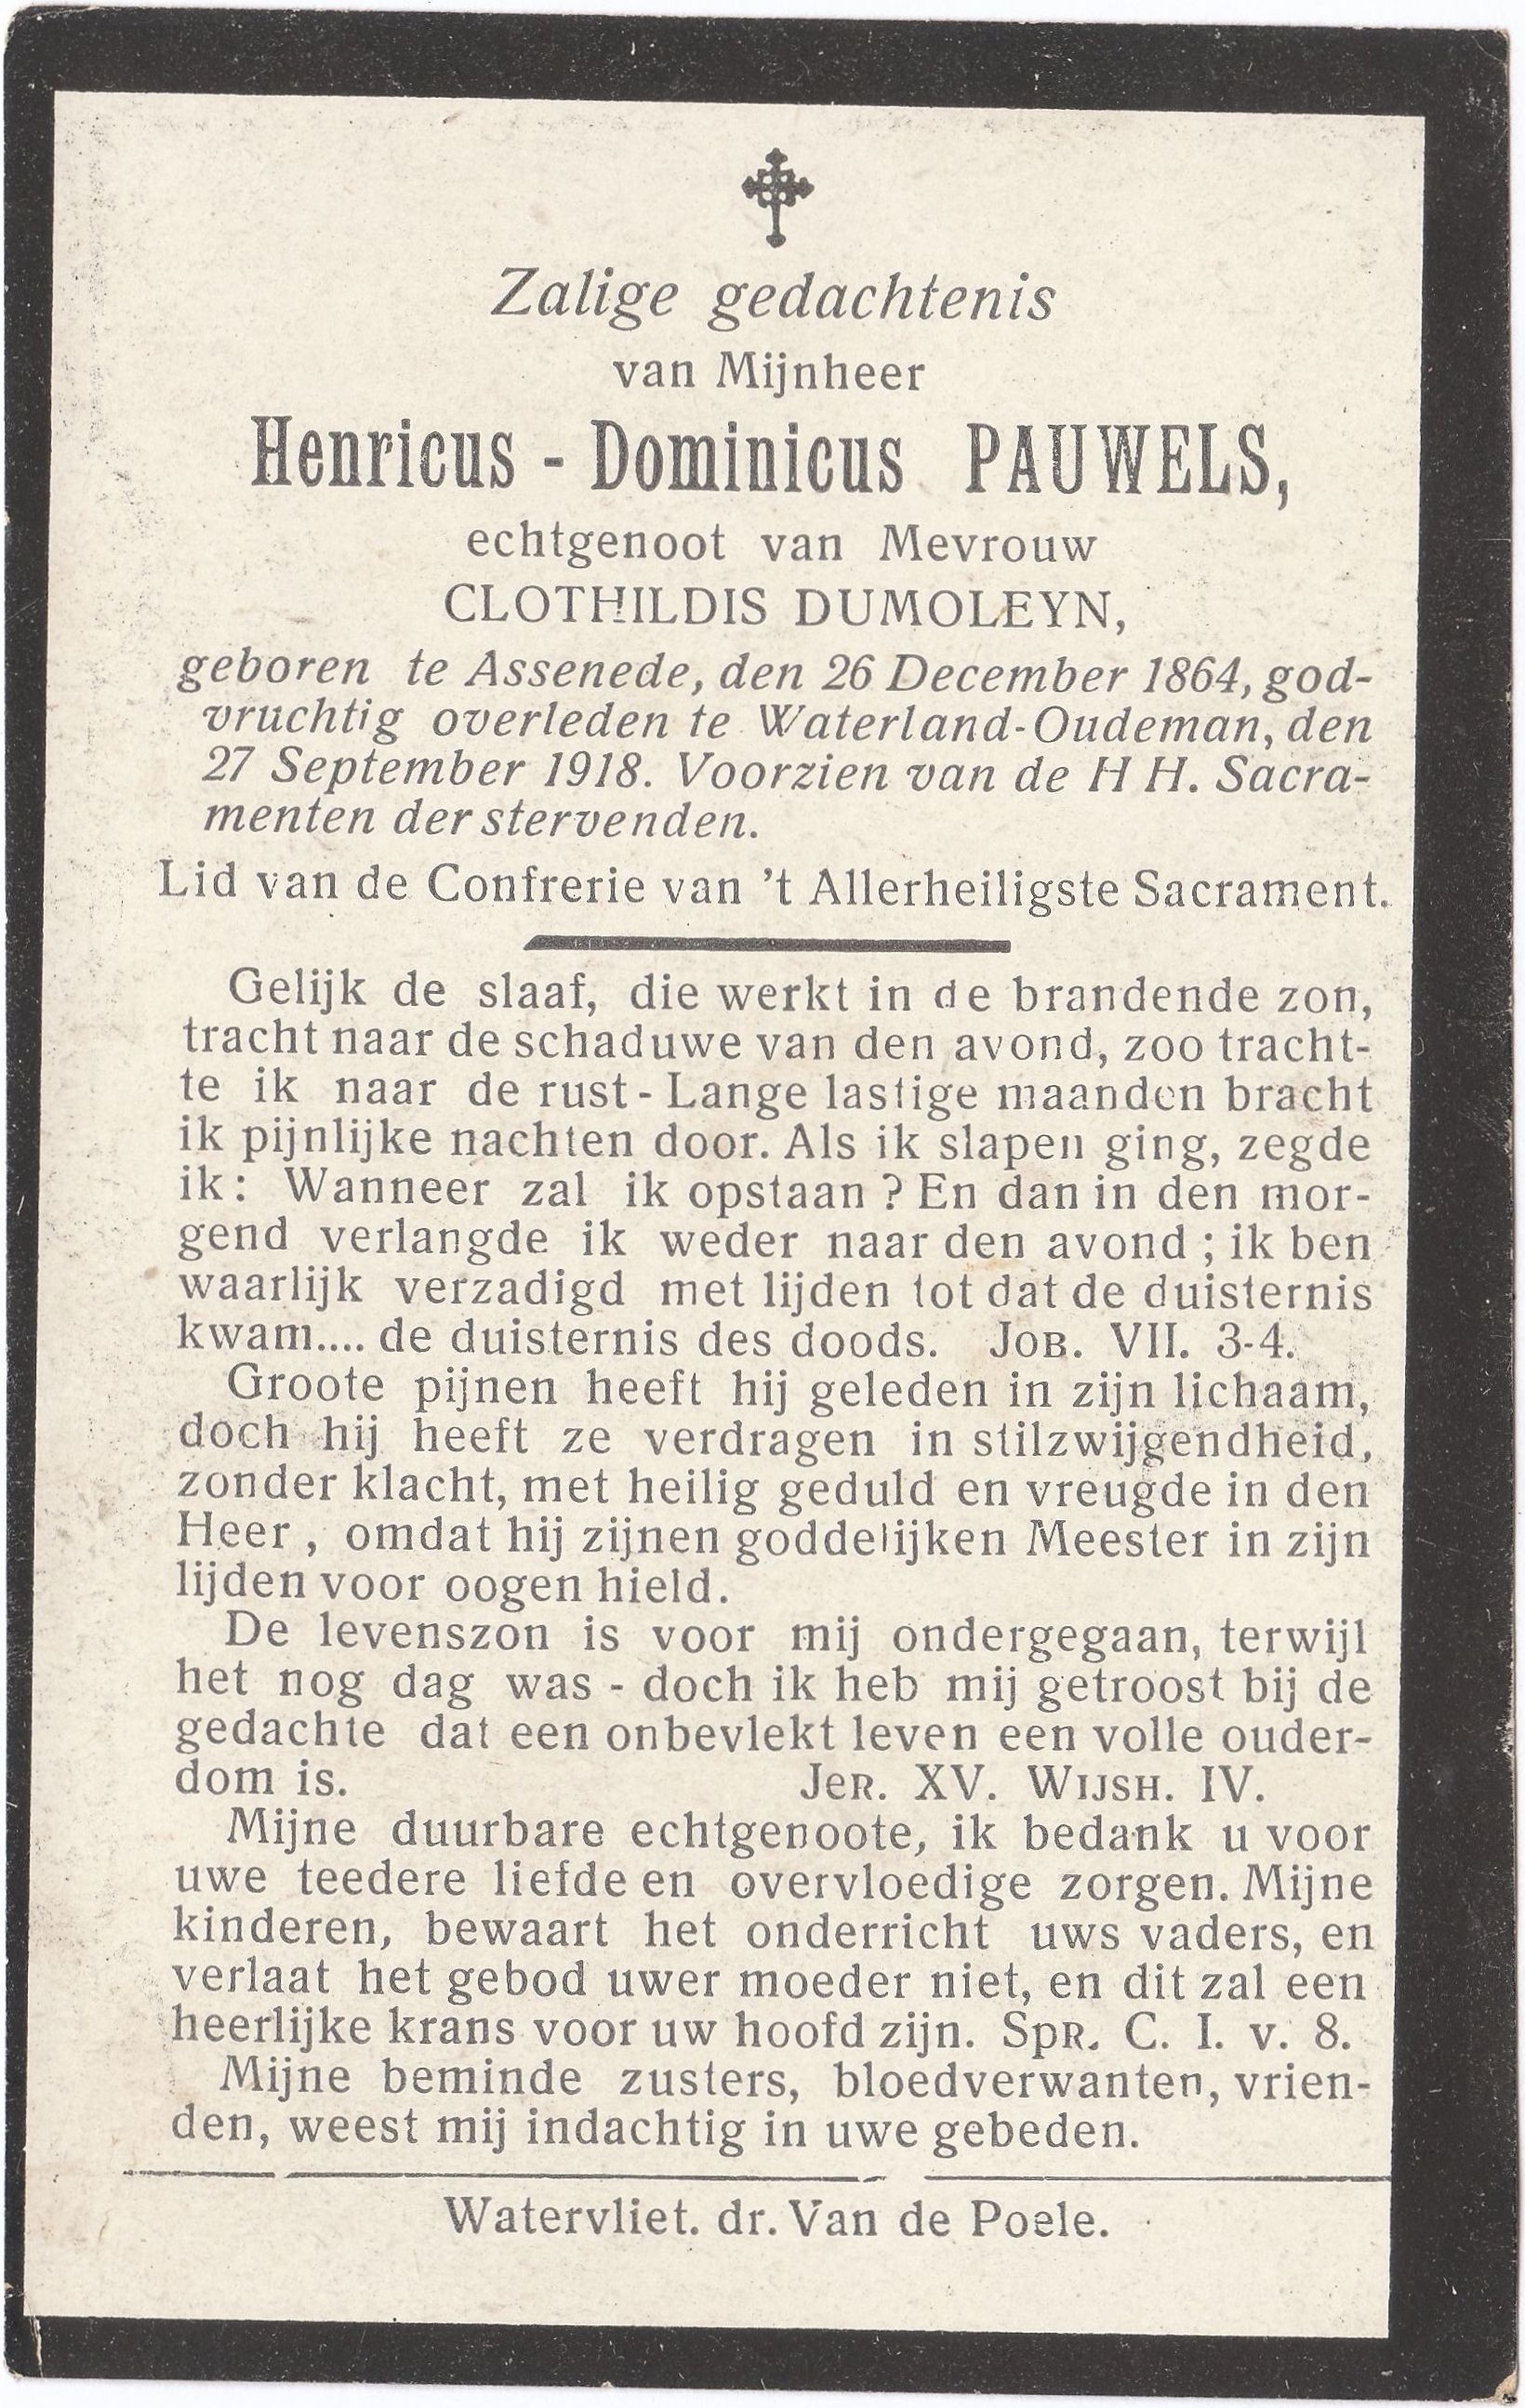 Zalige gedachtenis
van Mijnheer
Henricus - Dominicus PAUWELS,
echtgenoot van Mevrouw
CLOTHILDIS DUMOLEYN,
geboren te Assenede, den 26 December 1864, god-
vruchtig overleden te Waterland-Oudeman, den
27 September 1918. Voorzien van de H H. Sacra-
menten der stervenden.
Lid van de Confrerie van 't Allerheiligste Sacrament.
Gelijk de slaaf, die werkt in de brandende zon,
tracht naar de schaduwe van den avond, zoo tracht-
te ik naar de rust - Lange lastige maanden bracht
ik pijnlijke nachten door. Als ik slapen ging, zegde
ik: Wanneer zal ik opstaan ? En dan in den mor-
gend verlangde ik weder naar den avond ; ik ben
waarlijk verzadigd met lijden tot dat de duisternis
kwam.... de duisternis des doods. JOB. VII. 3-4.
Groote pijnen heeft hij geleden in zijn lichaam,
doch hij heeft ze verdragen in stilzwijgendheid,
zonder klacht, met heilig geduld en vreugde in den
Heer , omdat hij zijnen goddelijken Meester in zijn
lijden voor oogen hield.
De levenszon is voor mij ondergegaan, terwijl
het nog dag was - doch ik heb mij getroost bij de
gedachte dat een onbevlekt leven een volle ouder-
dom is. JER. XV. WIJSH. IV.
Mijne duurbare echtgenoote, ik bedank u voor
uwe teedere liefde en overvloedige zorgen. Mijne
kinderen, bewaart het onderricht uws vaders, en
verlaat het gebod uwer moeder niet, en dit zal een
heerlijke krans voor uw hoofd zijn. SPR. C. I. v. 8.
Mijne beminde zusters, bloedverwanten, vrien-
den, weest mij indachtig in uwe gebeden.
Watervliet. dr. Van de Poele.